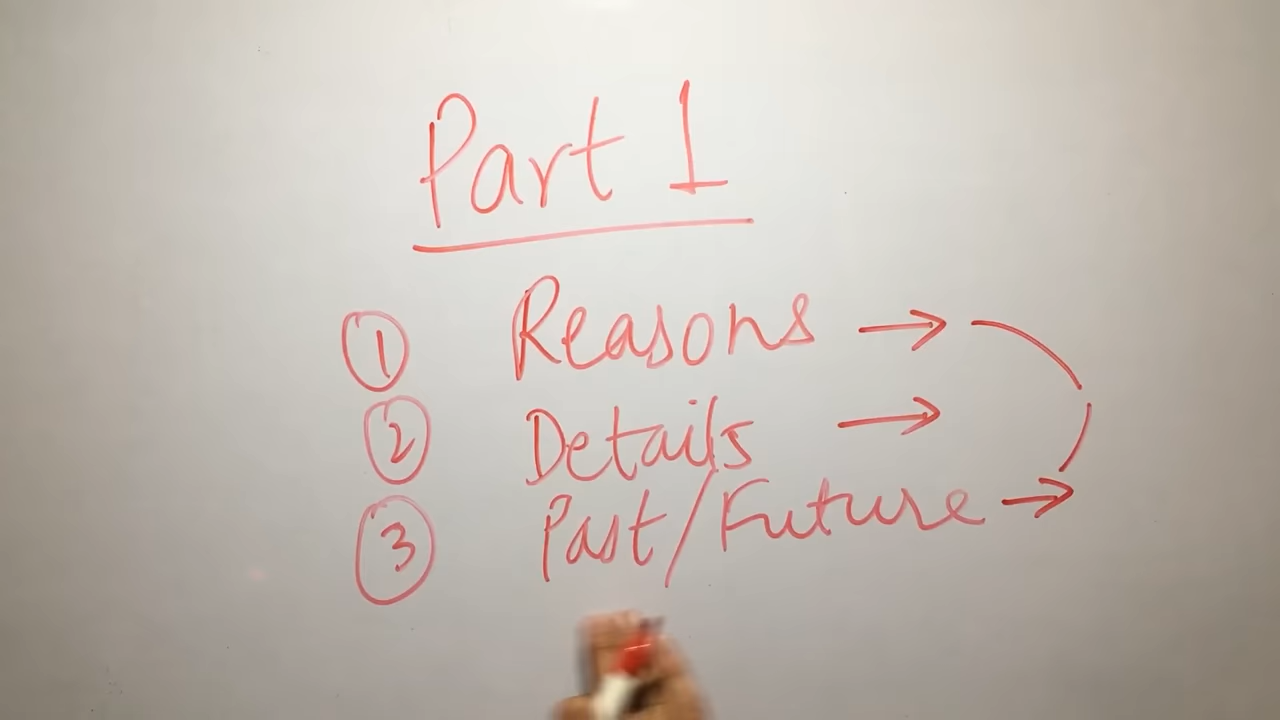 Part 1
① Reasons →
② Details →
③ Past/Future →